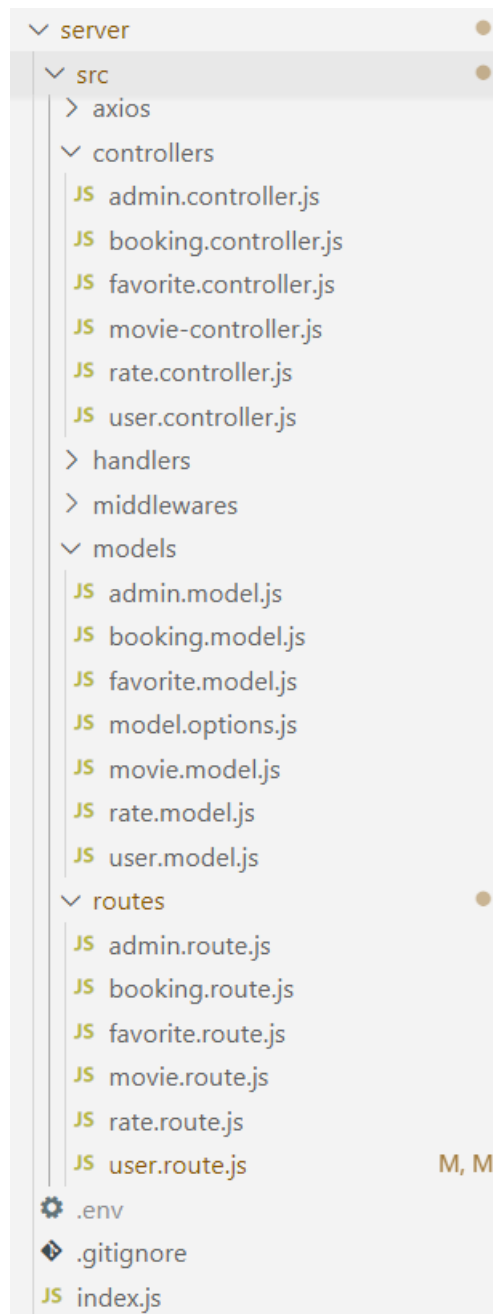 server
src
axios
controllers
JS admin.controller.js
JS booking.controller.js
JS favorite.controller.js
JS movie-controller.js
JS rate.controller.js
JS user.controller.js
handlers
middlewares
models
JS admin.model.js
JS booking.model.js
JS favorite.model.js
JS model.options.js
JS movie.model.js
JS rate.model.js
JS user.model.js
routes
JS admin.route.js
JS booking.route.js
JS favorite.route.js
JS movie.route.js
JS rate.route.js
JS user.route.js M, M
.env
.gitignore
JS index.js